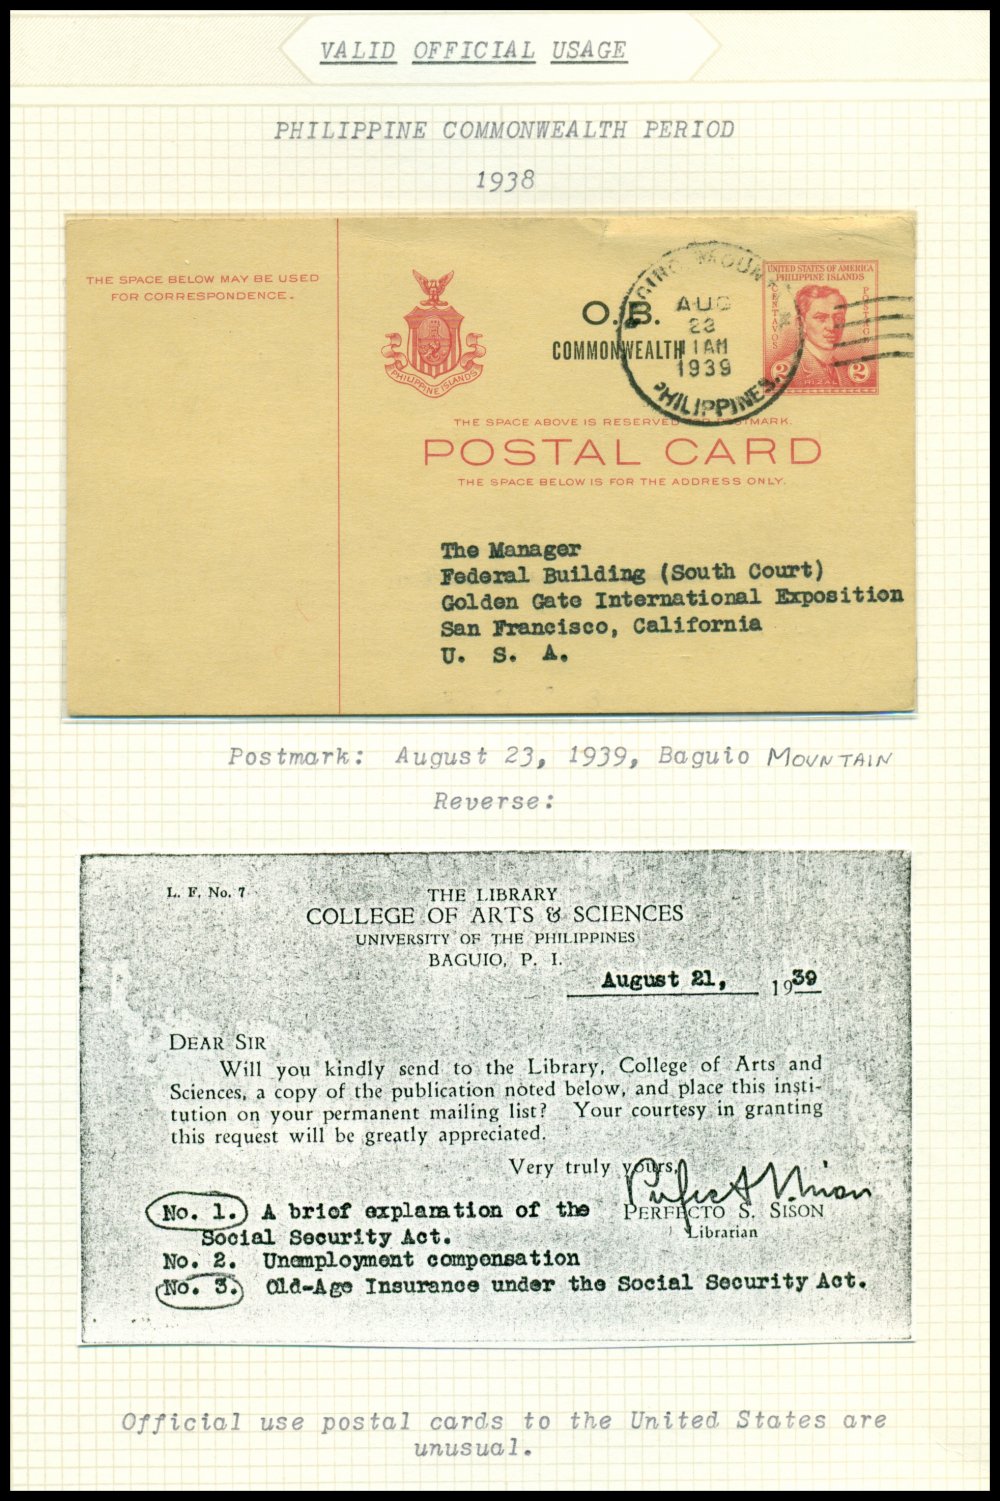 VALID OFFICIAL USAGE
PHILIPPINE COMMONWEALTH PERIOD
1938
THE SPACE BELOW MAY BE USED
FOR CORRESPONDENCE.
PHILIPPINE ISLANDS
O.B.
COMMONWEALTH
AUG
23
1 AM
1939
PHILIPPINES.
UNITED STATES OF AMERICA
PHILIPPINE ISLANDS
CENTAVOS
POSTAGE
2 2
RIZAL
THE SPACE ABOVE IS RESERVED FOR POSTMARK.
POSTAL CARD
THE SPACE BELOW IS FOR THE ADDRESS ONLY.
The Manager
Federal Building (South Court)
Golden Gate International Exposition
San Francisco, California
U. S. A.
Postmark: August 23, 1939, Baguio MOUNTAIN
Reverse:
L. F. No. 7
THE LIBRARY
COLLEGE OF ARTS & SCIENCES
UNIVERSITY OF THE PHILIPPINES
BAGUIO, P. I.
August 21, 1939
DEAR SIR
Will you kindly send to the Library, College of Arts and
Sciences, a copy of the publication noted below, and place this insti-
tution on your permanent mailing list? Your courtesy in granting
this request will be greatly appreciated.
Very truly yours,
PERFECTO S. SISON
Librarian
No. 1. A brief explanation of the
Social Security Act.
No. 2. Unemployment compensation
No. 3. Old-Age Insurance under the Social Security Act.
Official use postal cards to the United States are
unusual.